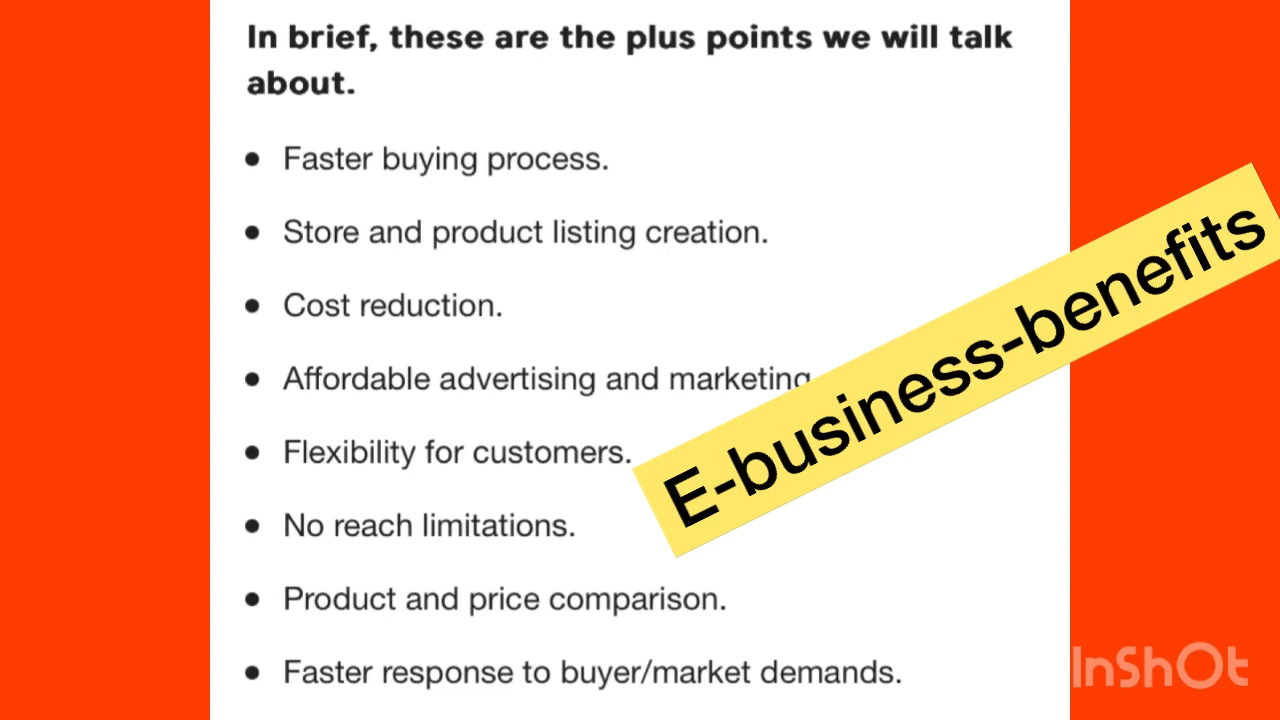 In brief, these are the plus points we will talk
about.
• Faster buying process.
• Store and product listing creation.
• Cost reduction.
• Affordable advertising and marketing
• Flexibility for customers.
• No reach limitations.
• Product and price comparison.
• Faster response to buyer/market demands.
E-business-benefits
InShOt